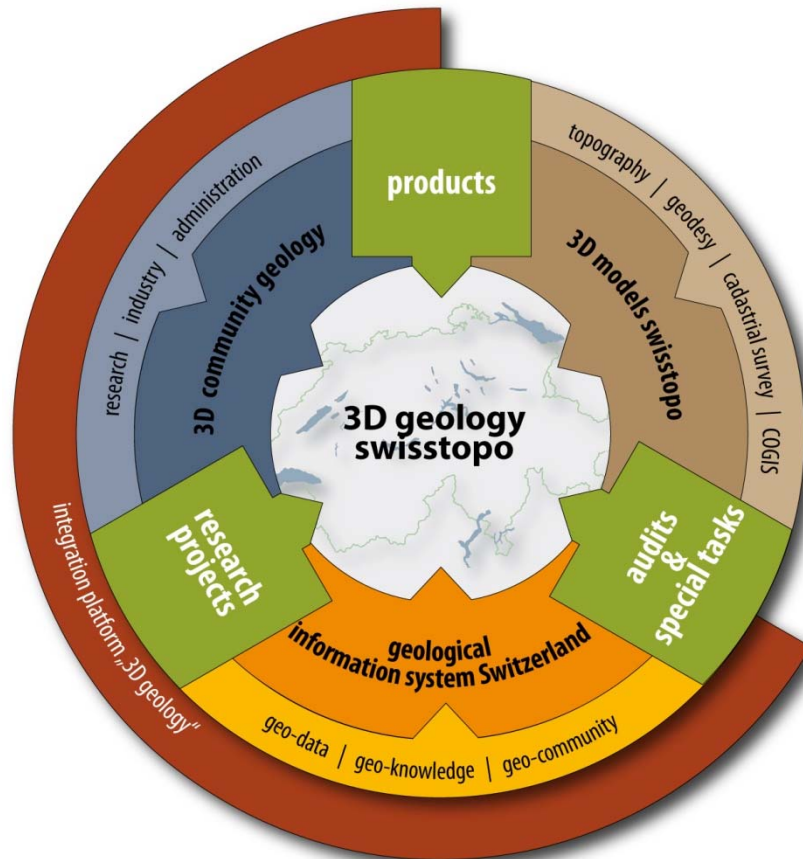 products
topography | geodesy | cadastrial survey | COGIS
3D models swisstopo
research | industry | administration
3D community geology
3D geology
swisstopo
research
projects
audits
&
special tasks
geological
information system Switzerland
geo-data | geo-knowledge | geo-community
integration platform „3D geology“